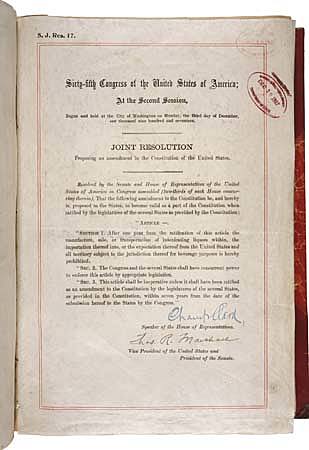 S. J. Res. 17.
Sixty-fifth Congress of the United States of America;
At the Second Session,
Begun and held at the City of Washington on Monday, the third day of December,
one thousand nine hundred and seventeen.
JOINT RESOLUTION
Proposing an amendment to the Constitution of the United States.
Resolved by the Senate and House of Representatives of the United
States of America in Congress assembled (two-thirds of each House concur-
ring therein), That the following amendment to the Constitution be, and hereby
is, proposed to the States, to become valid as a part of the Constitution when
ratified by the legislatures of the several States as provided by the Constitution:
"ARTICLE —.
"SECTION 1. After one year from the ratification of this article the
manufacture, sale, or transportation of intoxicating liquors within, the
importation thereof into, or the exportation thereof from the United States and
all territory subject to the jurisdiction thereof for beverage purposes is hereby
prohibited.
"SEC. 2. The Congress and the several States shall have concurrent power
to enforce this article by appropriate legislation.
"SEC. 3. This article shall be inoperative unless it shall have been ratified
as an amendment to the Constitution by the legislatures of the several States,
as provided in the Constitution, within seven years from the date of the
submission hereof to the States by the Congress."
Champ Clark
Speaker of the House of Representatives.
Thos. R. Marshall
Vice President of the United States and
President of the Senate.
DEC 19 1917